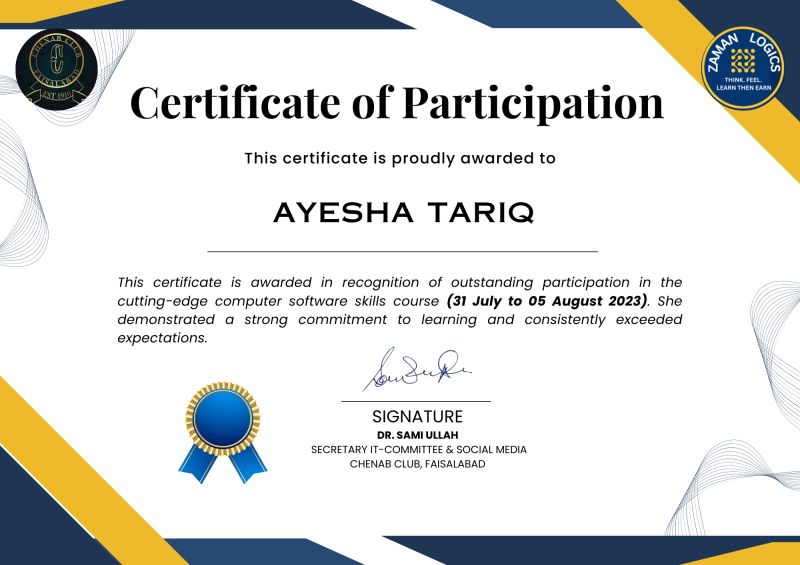 CHENAB CLUB
FAISALABAD
EST 1910
ZAMAN LOGICS
THINK. FEEL.
LEARN THEN EARN
Certificate of Participation
This certificate is proudly awarded to
AYESHA TARIQ
This certificate is awarded in recognition of outstanding participation in the
cutting-edge computer software skills course (31 July to 05 August 2023). She
demonstrated a strong commitment to learning and consistently exceeded
expectations.
SIGNATURE
DR. SAMI ULLAH
SECRETARY IT-COMMITTEE & SOCIAL MEDIA
CHENAB CLUB, FAISALABAD